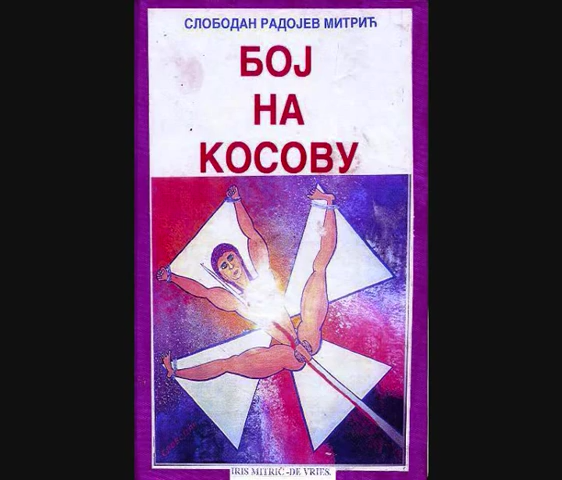 СЛОБОДАН РАДОЈЕВ МИТРИЋ
БОЈ
НА
КОСОВУ
IRIS MITRIĆ-DE VRIES.